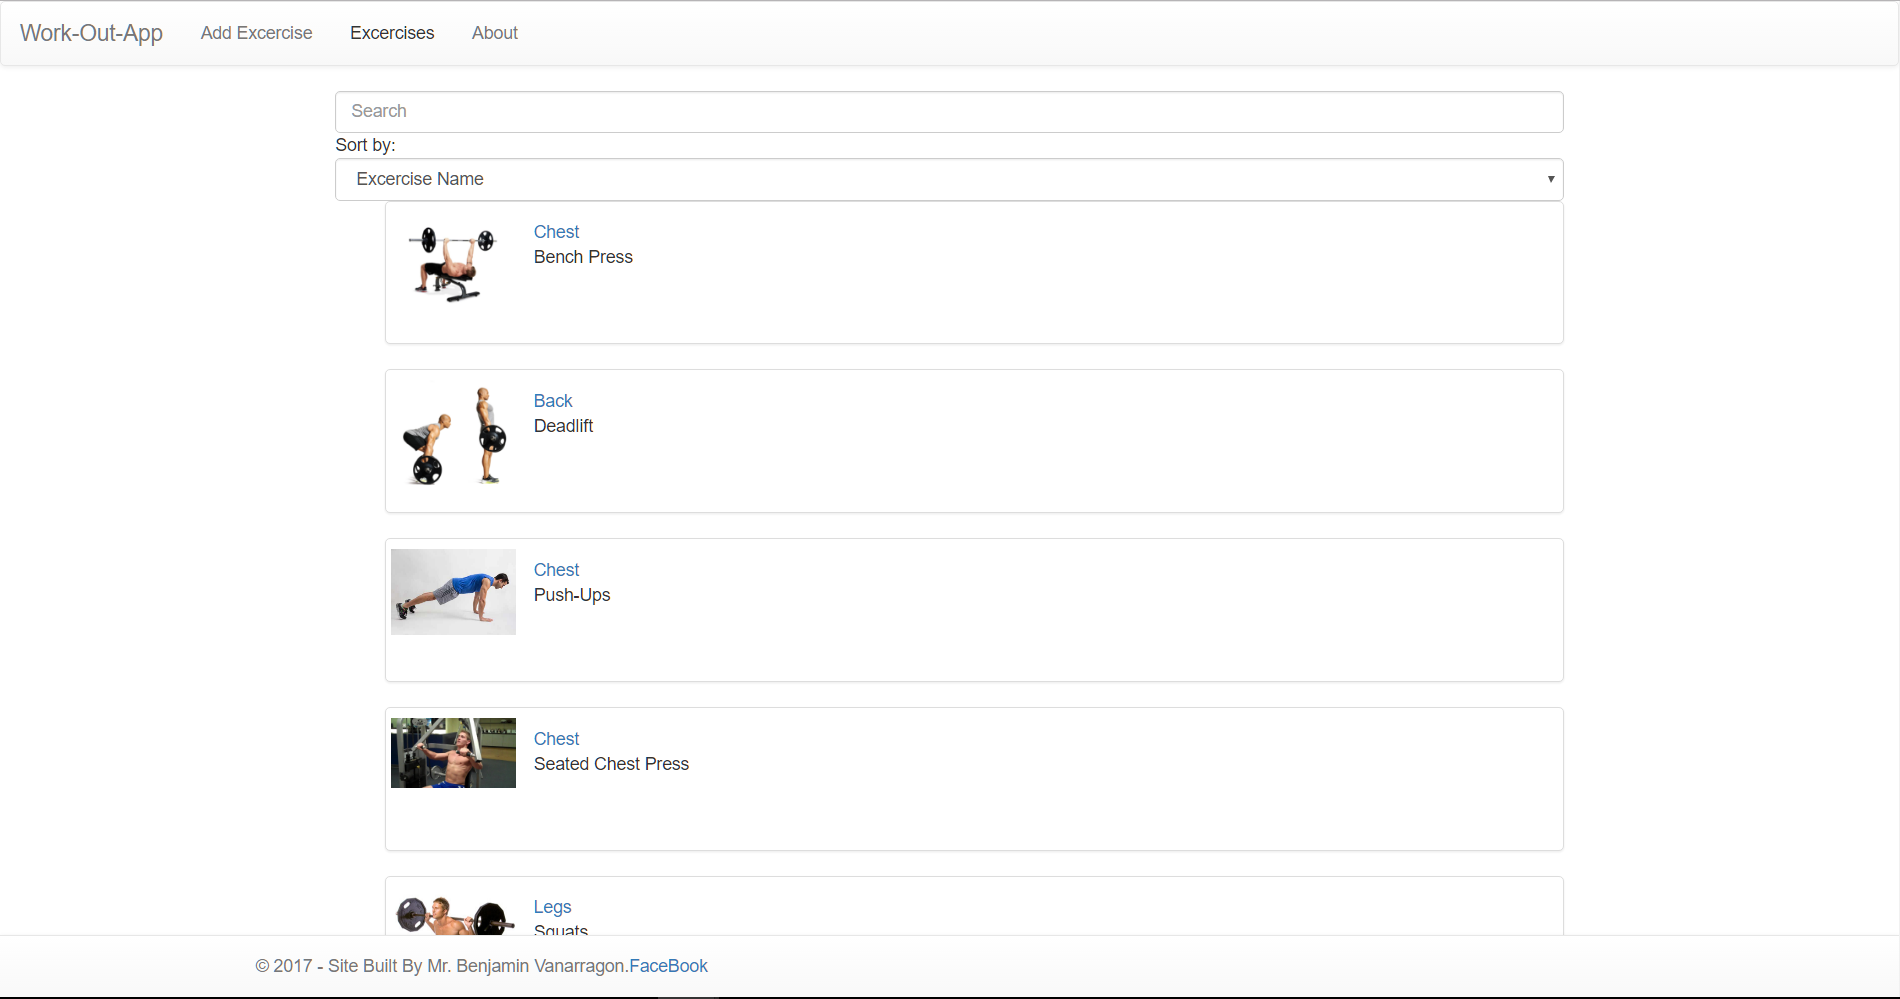 Work-Out-App Add Excercise Excercises About
Search
Sort by:
Excercise Name
Chest
Bench Press
Back
Deadlift
Chest
Push-Ups
Chest
Seated Chest Press
Legs
Squats
© 2017 - Site Built By Mr. Benjamin Vanarragon.FaceBook